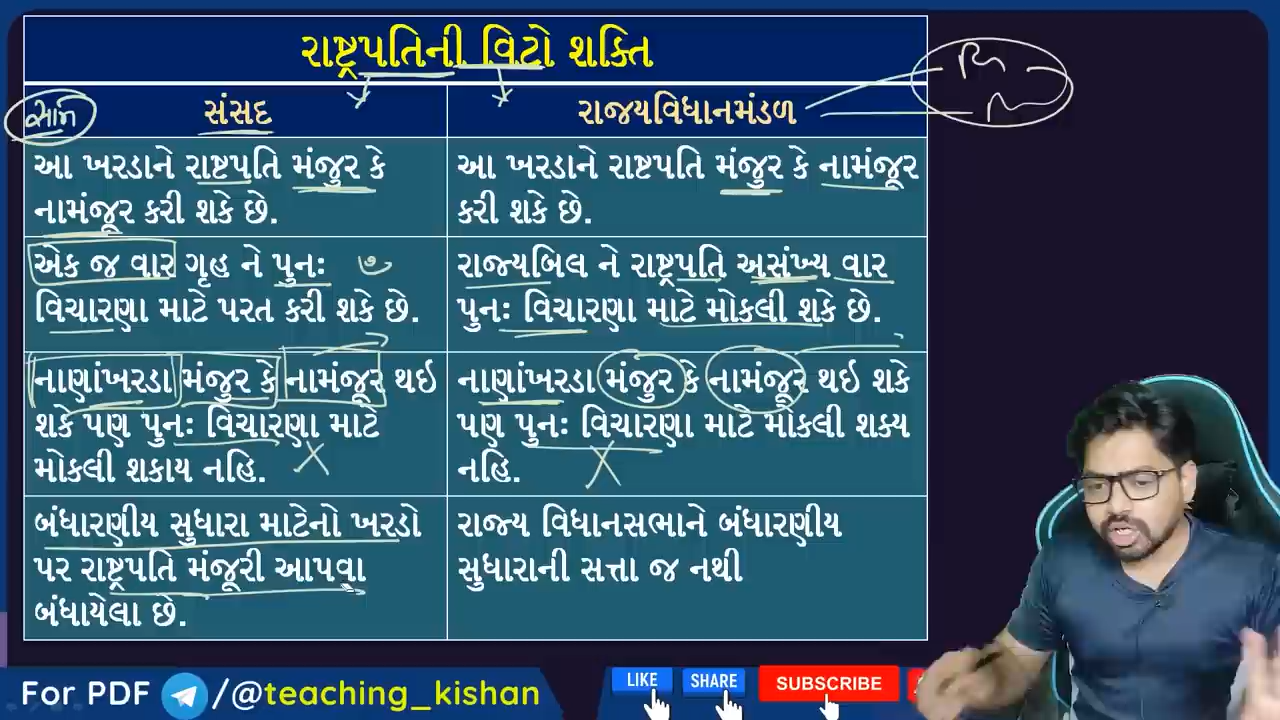 રાષ્ટ્રપતિની વિટો શક્તિ
સંસદ
રાજયવિધાનમંડળ
આ ખરડાને રાષ્ટપતિ મંજુર કે
નામંજૂર કરી શકે છે.
આ ખરડાને રાષ્ટપતિ મંજુર કે નામંજૂર
કરી શકે છે.
એક જ વાર ગૃહ ને પુનઃ
વિચારણા માટે પરત કરી શકે છે.
રાજ્યબિલ ને રાષ્ટ્રપતિ અસંખ્ય વાર
પુનઃ વિચારણા માટે મોકલી શકે છે.
નાણાંખરડા મંજુર કે નામંજૂર થઇ
શકે પણ પુનઃ વિચારણા માટે
મોકલી શકાય નહિ.
નાણાંખરડા મંજુર કે નામંજૂર થઇ શકે
પણ પુનઃ વિચારણા માટે મોકલી શક્ય
નહિ.
બંધારણીય સુધારા માટેનો ખરડો
પર રાષ્ટ્રપતિ મંજૂરી આપવા
બંધાયેલા છે.
રાજ્ય વિધાનસભાને બંધારણીય
સુધારાની સત્તા જ નથી
For PDF /@teaching_kishan
LIKE
SHARE
SUBSCRIBE